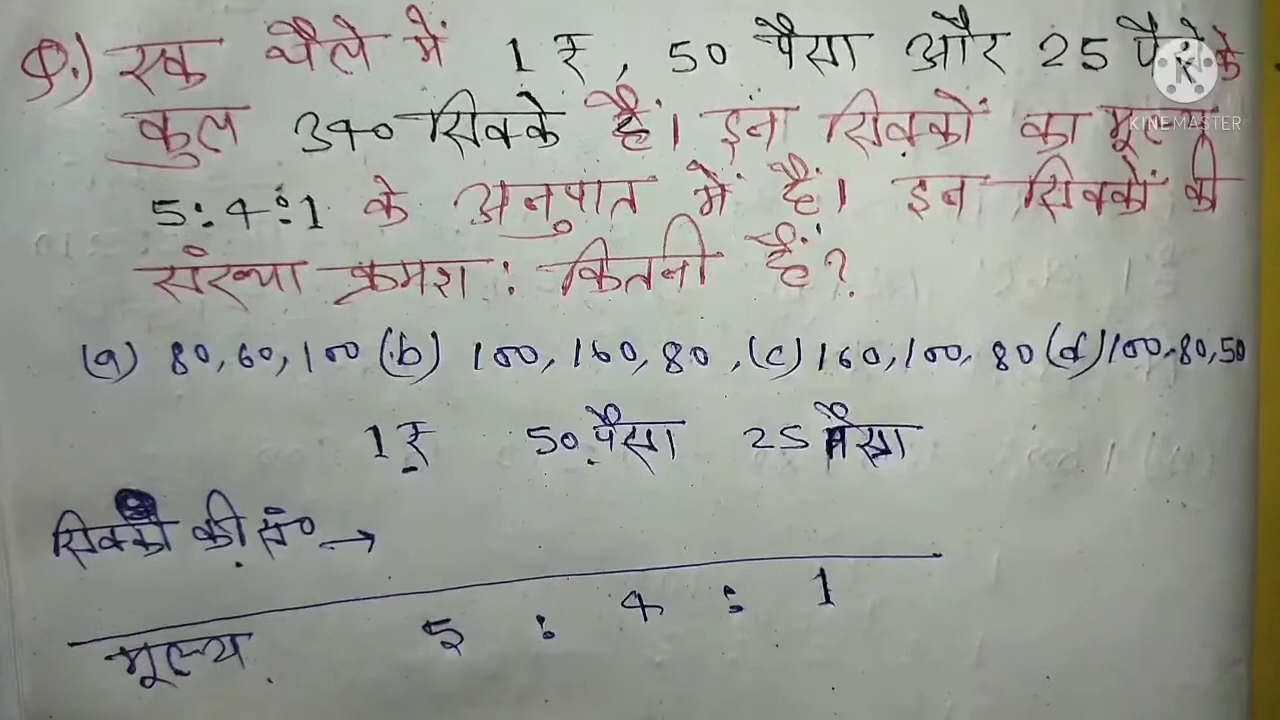 Q.) एक थैले में 1 ₹, 50 पैसा और 25 पैसे के
कुल 340 सिक्के हैं। इन सिक्कों का मूल्य
5:4:1 के अनुपात में हैं। इन सिक्कों की
संख्या क्रमश: कितनी हैं?
(a) 80, 60, 100 (b) 100, 160, 80, (c) 160, 100, 80 (d) 100, 80, 50
1 ₹ 50 पैसा 25 पैसा
सिक्को की सं० →
मूल्य 5 : 4 : 1
KINEMASTER